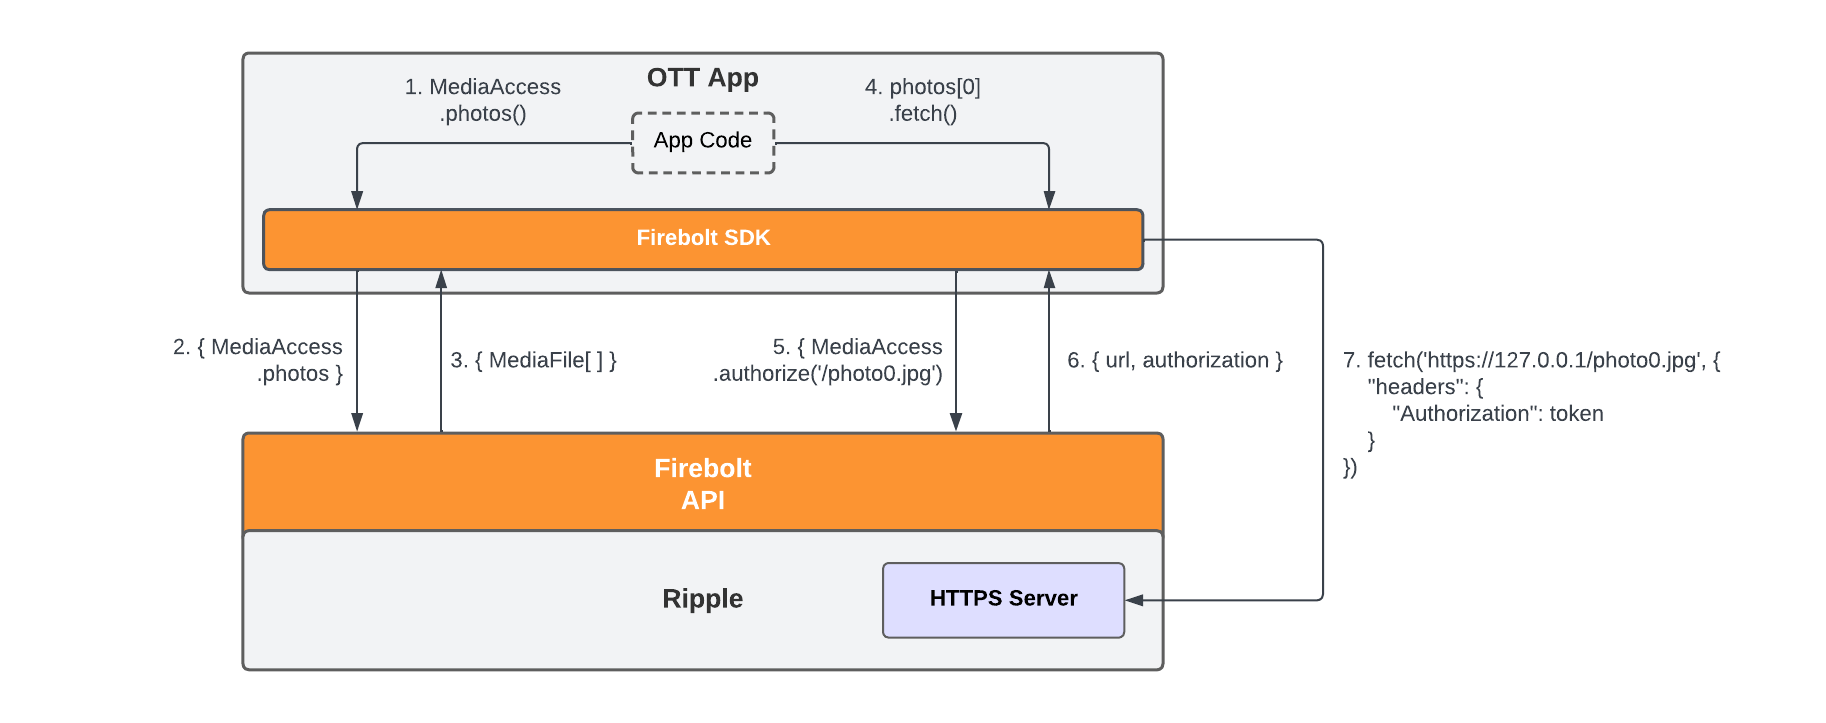 OTT App
1. MediaAccess
.photos()
4. photos[0]
.fetch()
App Code
Firebolt SDK
2. { MediaAccess
.photos }
3. { MediaFile[ ] }
5. { MediaAccess
.authorize('/photo0.jpg')
6. { url, authorization }
7. fetch('https://127.0.0.1/photo0.jpg', {
"headers": {
"Authorization": token
}
})
Firebolt
API
Ripple
HTTPS Server